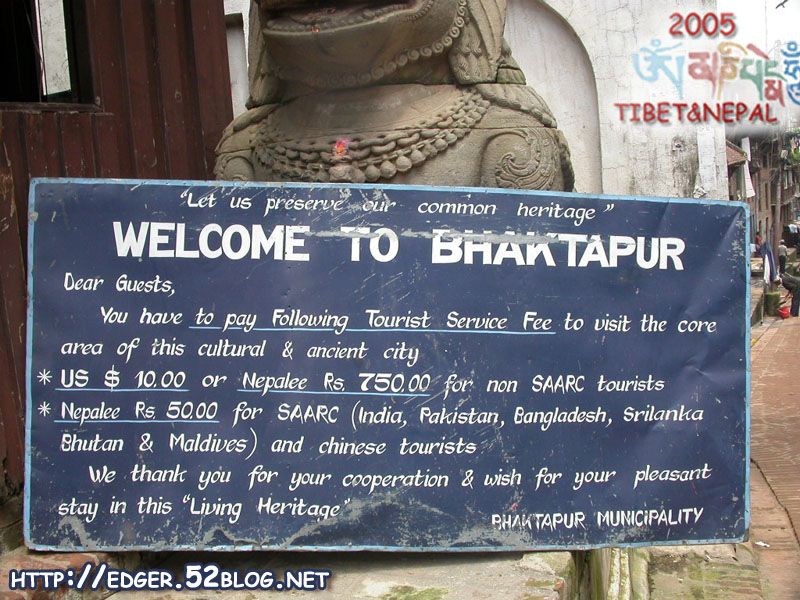 2005
ༀ མ ཎི པ དྨེ ཧཱུྃ
TIBET&NEPAL
"Let us preserve our common heritage"
WELCOME TO BHAKTAPUR
Dear Guests,
You have to pay Following Tourist Service Fee to visit the core
area of this cultural & ancient city
* US $ 10.00 or Nepalee Rs. 750.00 for non SAARC tourists
* Nepalee Rs 50.00 for SAARC (India, Pakistan, Bangladesh, Srilanka
Bhutan & Maldives) and chinese tourists
We thank you for your cooperation & wish for your pleasant
stay in this "Living Heritage"
BHAKTAPUR MUNICIPALITY
HTTP://EDGER.52BLOG.NET